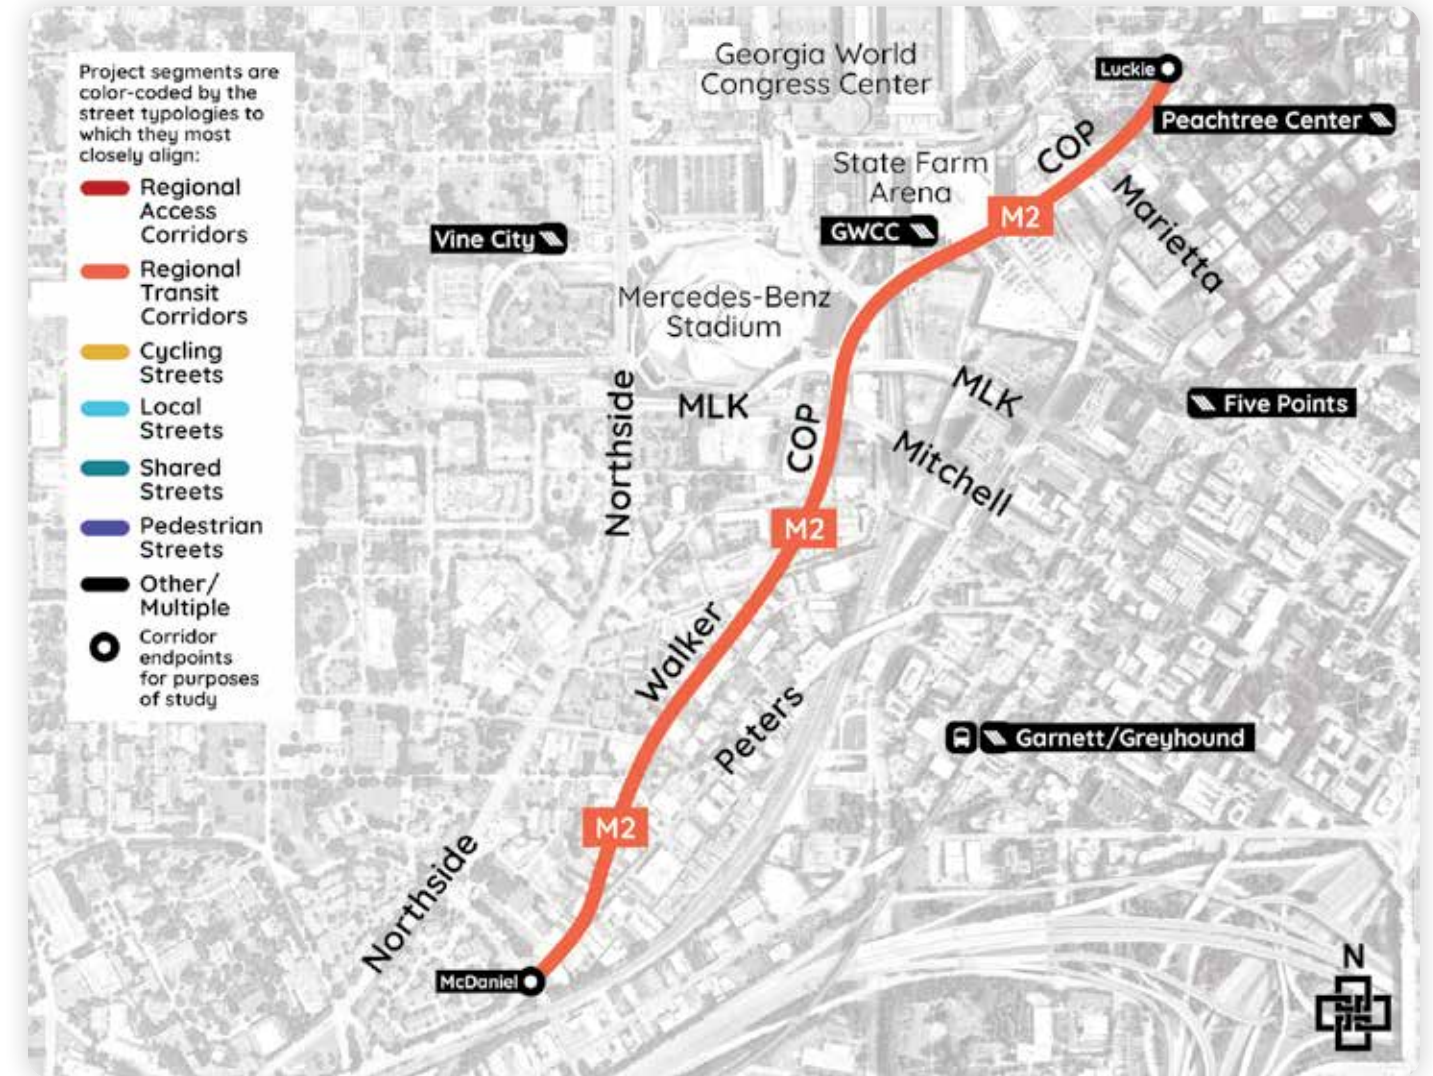 Project segments are
color-coded by the
street typologies to
which they most
closely align:
Regional
Access
Corridors
Regional
Transit
Corridors
Cycling
Streets
Local
Streets
Shared
Streets
Pedestrian
Streets
Other/
Multiple
Corridor
endpoints
for purposes
of study
Georgia World
Congress Center
Luckie
Peachtree Center
COP
State Farm
Arena
Marietta
M2
GWCC
Vine City
Mercedes-Benz
Stadium
Northside
MLK
MLK
Five Points
COP
Mitchell
M2
Walker
Peters
Garnett/Greyhound
M2
Northside
McDaniel
N